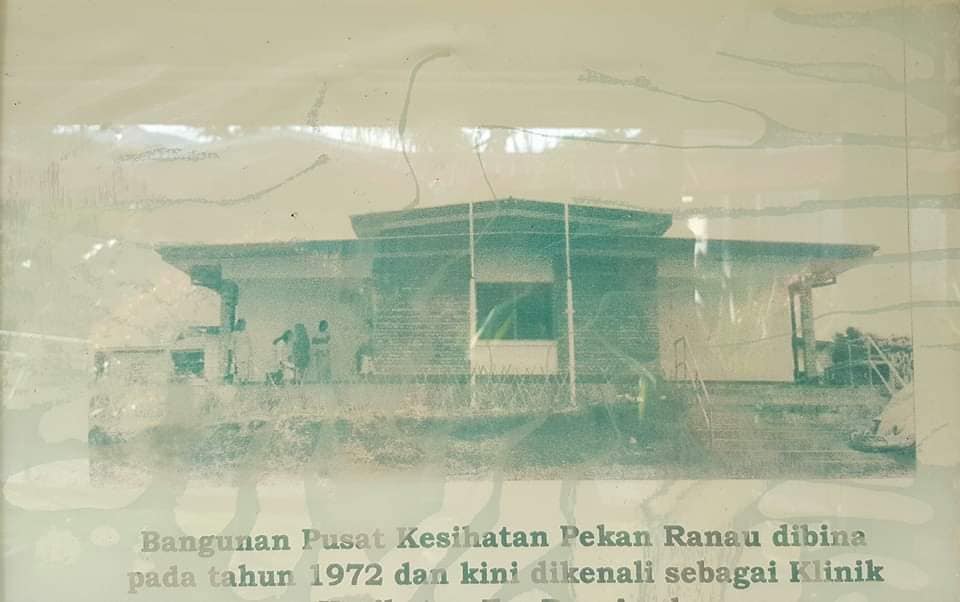 Bangunan Pusat Kesihatan Pekan Ranau dibina
pada tahun 1972 dan kini dikenali sebagai Klinik